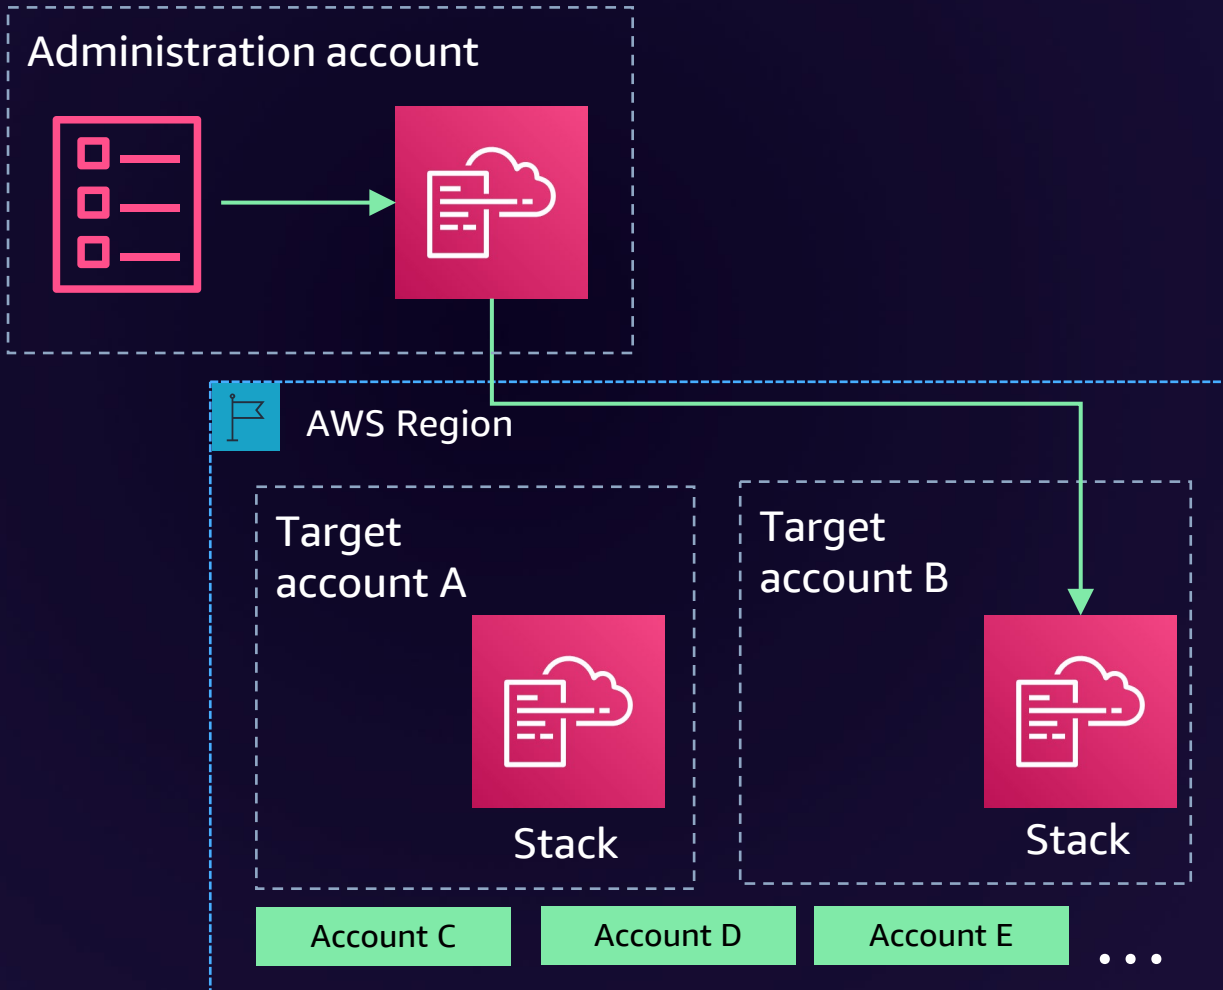 Administration account
AWS Region
Target
account A
Stack
Target
account B
Stack
Account C
Account D
Account E
...